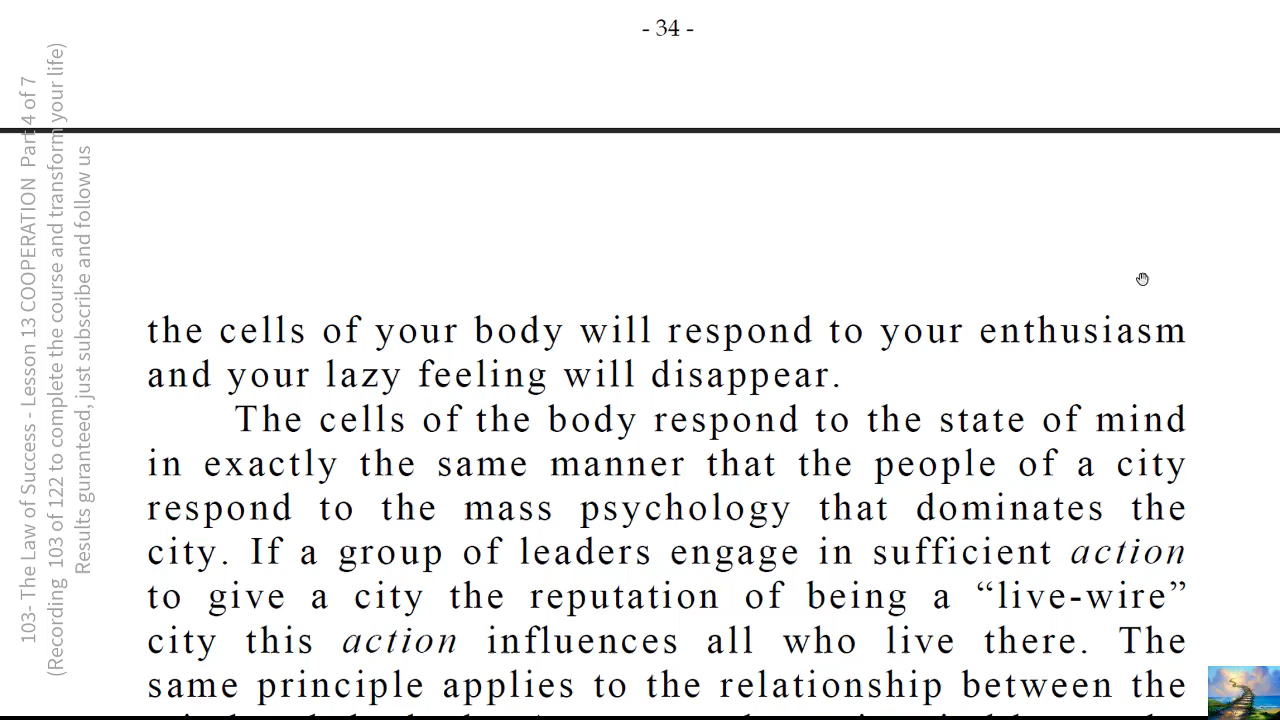 - 34 -
103- The Law of Success - Lesson 13 COOPERATION Part 4 of 7
(Recording 103 of 122 to complete the course and transform your life)
Results guranteed, just subscribe and follow us
the cells of your body will respond to your enthusiasm
and your lazy feeling will disappear.
The cells of the body respond to the state of mind
in exactly the same manner that the people of a city
respond to the mass psychology that dominates the
city. If a group of leaders engage in sufficient action
to give a city the reputation of being a “live-wire”
city this action influences all who live there. The
same principle applies to the relationship between the